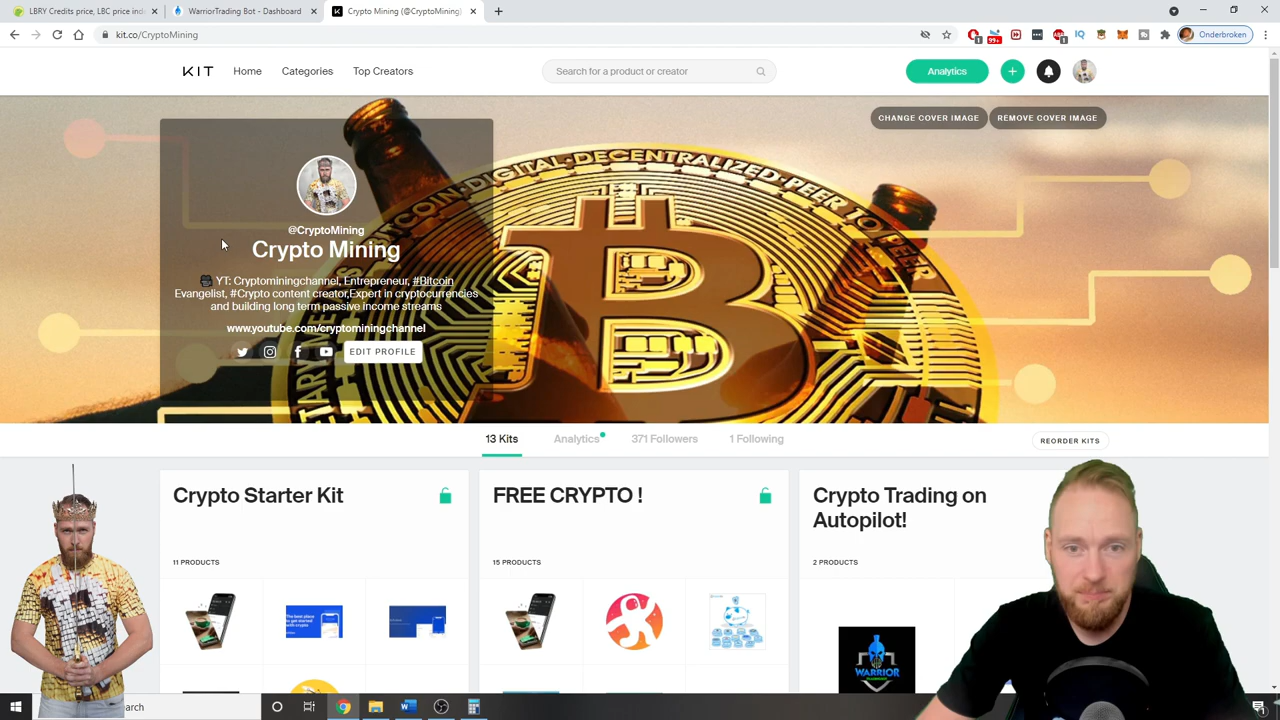 LBRY Credits price, LBC price ind
WarriorTrading Bot - Dashboard
Crypto Mining (@CryptoMining)
kit.co/CryptoMining
Onderbroken
KIT
Home
Categories
Top Creators
Search for a product or creator
Analytics
CHANGE COVER IMAGE
REMOVE COVER IMAGE
@CryptoMining
Crypto Mining
YT: Cryptominingchannel, Entrepreneur, #Bitcoin
Evangelist, #Crypto content creator,Expert in cryptocurrencies
and building long term passive income streams
www.youtube.com/cryptominingchannel
EDIT PROFILE
DIGITAL·DECENTRALIZED·PEER TO PEER
13 Kits
Analytics
371 Followers
1 Following
REORDER KITS
Crypto Starter Kit
11 PRODUCTS
FREE CRYPTO !
15 PRODUCTS
Crypto Trading on
Autopilot!
2 PRODUCTS
WARRIOR
arch